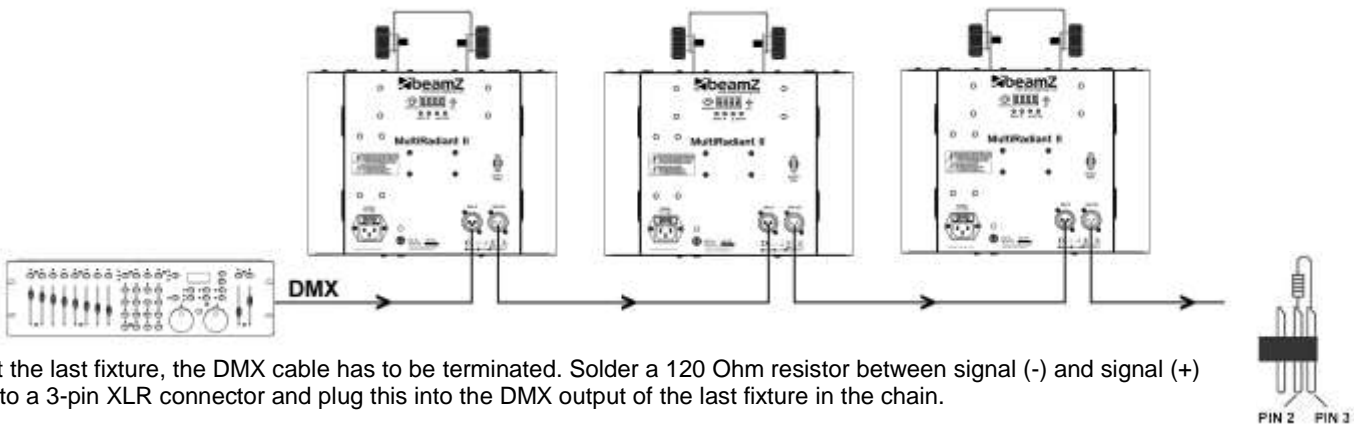 beamZ
MultiRadiant II
beamZ
MultiRadiant II
beamZ
MultiRadiant II
DMX
t the last fixture, the DMX cable has to be terminated. Solder a 120 Ohm resistor between signal (-) and signal (+)
to a 3-pin XLR connector and plug this into the DMX output of the last fixture in the chain.
PIN 2 PIN 3